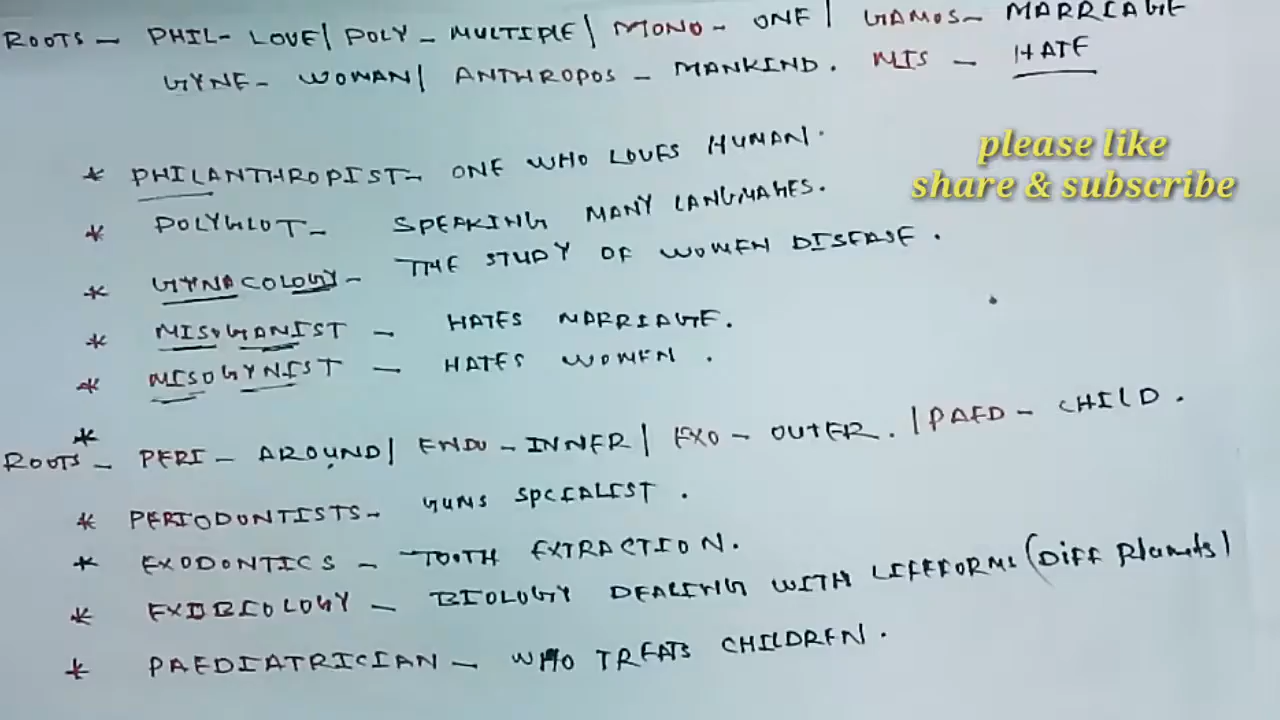 ROOTS - PHIL - LOVE | POLY - MULTIPLE | MONO - ONE | GAMOS - MARRIAGE
GYNE - WOMAN | ANTHROPOS - MANKIND. MIS - HATE
please like
share & subscribe
* PHILANTHROPIST - ONE WHO LOVES HUMAN.
* POLYGLOT - SPEAKING MANY LANGUAGES.
* GYNACOLOGY - THE STUDY OF WOMEN DISEASE.
* MISOGANIST - HATES MARRIAGE.
* MISOGYNIST - HATES WOMEN.
*
ROOTS - PERI - AROUND | ENDO - INNER | EXO - OUTER. | PAED - CHILD.
* PERIODONTISTS - GUMS SPCIALIST.
* EXODONTICS - TOOTH EXTRACTION.
* EXOBIOLOGY - BIOLOGY DEALING WITH LIFEFORMS (Diff Planets)
* PAEDIATRICIAN - WHO TREATS CHILDREN.